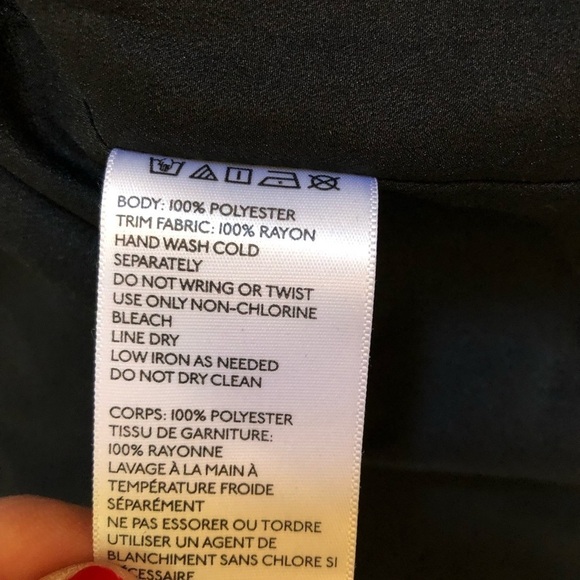 BODY: 100% POLYESTER
TRIM FABRIC: 100% RAYON
HAND WASH COLD
SEPARATELY
DO NOT WRING OR TWIST
USE ONLY NON-CHLORINE
BLEACH
LINE DRY
LOW IRON AS NEEDED
DO NOT DRY CLEAN
CORPS: 100% POLYESTER
TISSU DE GARNITURE:
100% RAYONNE
LAVAGE À LA MAIN À
TEMPÉRATURE FROIDE
SÉPARÉMENT
NE PAS ESSORER OU TORDRE
UTILISER UN AGENT DE
BLANCHIMENT SANS CHLORE SI